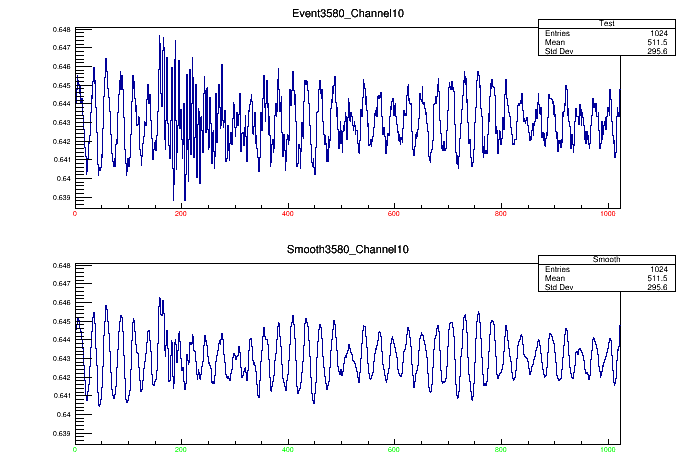 Event3580_Channel10
Test
Entries 1024
Mean 511.5
Std Dev 295.6
0.648
0.647
0.646
0.645
0.644
0.643
0.642
0.641
0.64
0.639
0 200 400 600 800 1000
Smooth3580_Channel10
Smooth
Entries 1024
Mean 511.5
Std Dev 295.6
0.648
0.647
0.646
0.645
0.644
0.643
0.642
0.641
0.64
0.639
0 200 400 600 800 1000